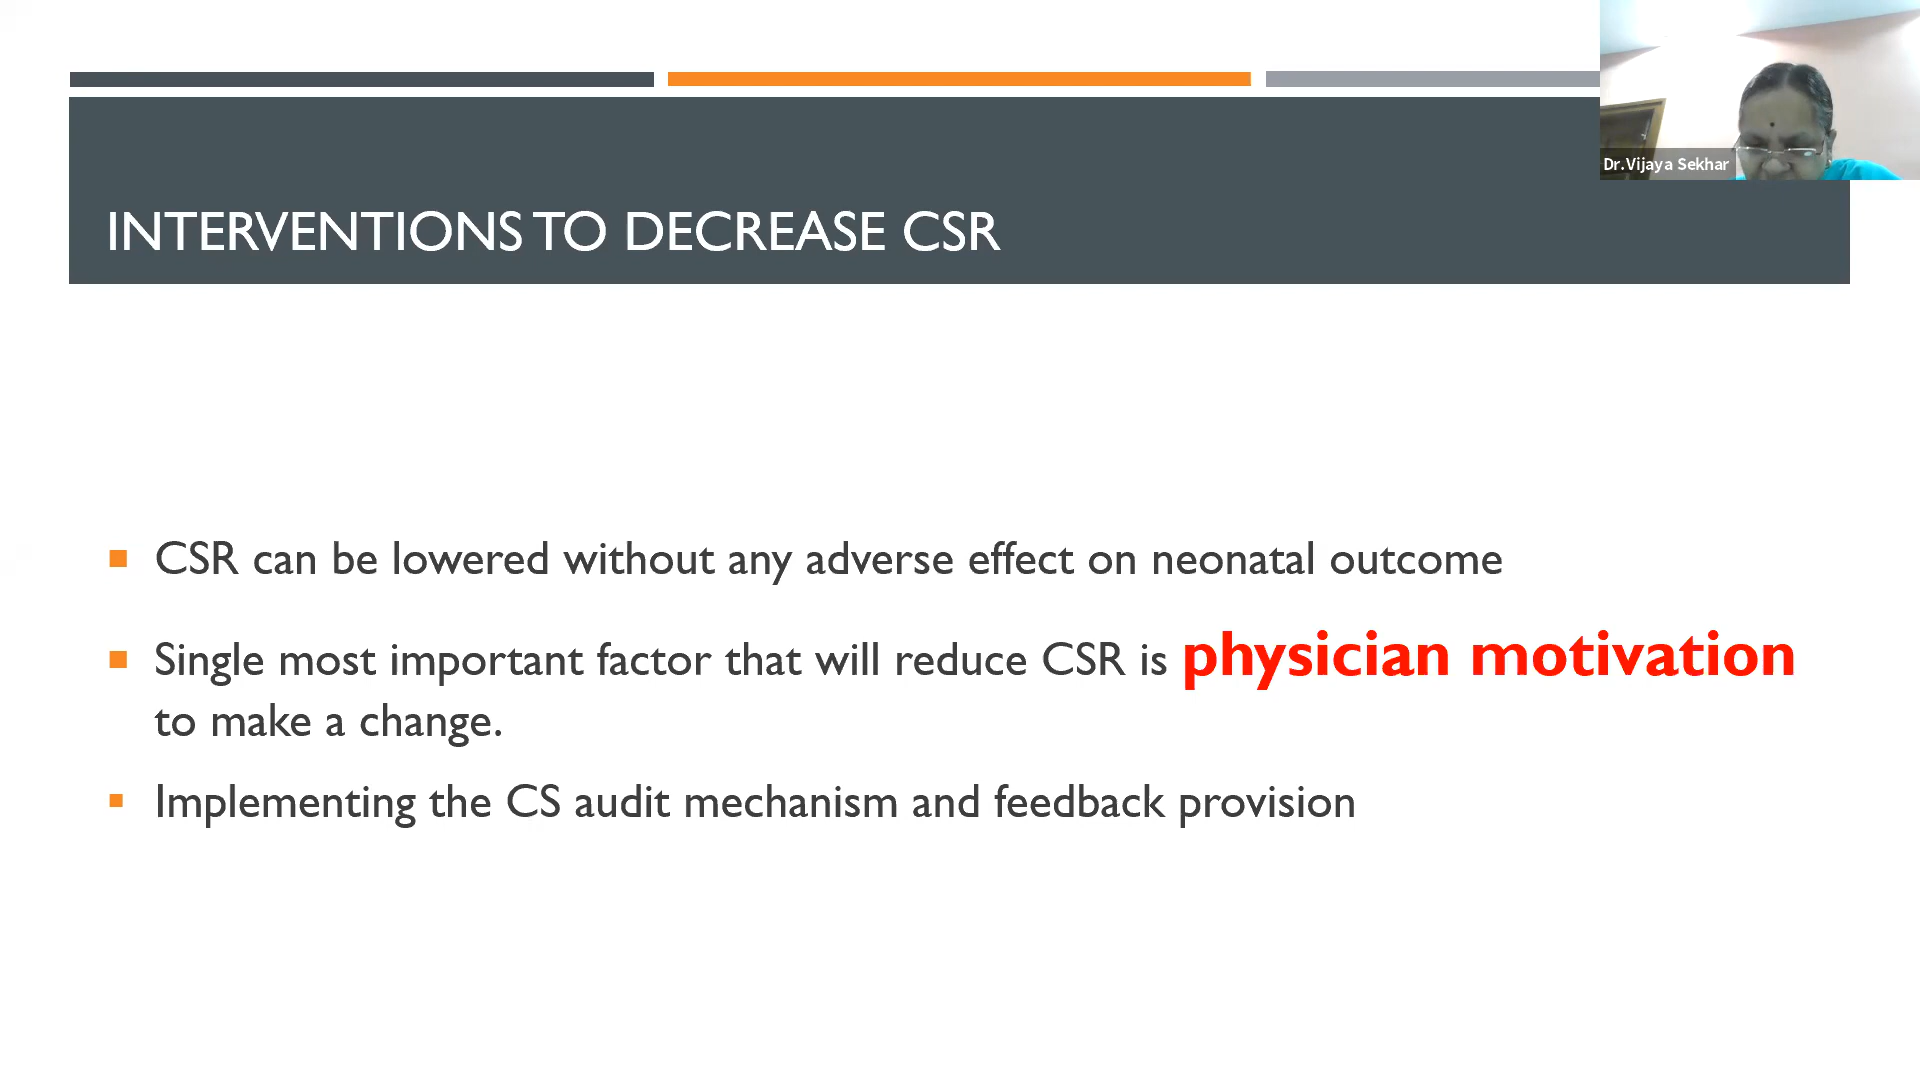 Dr.Vijaya Sekhar
INTERVENTIONS TO DECREASE CSR
CSR can be lowered without any adverse effect on neonatal outcome
Single most important factor that will reduce CSR is physician motivation
to make a change.
Implementing the CS audit mechanism and feedback provision